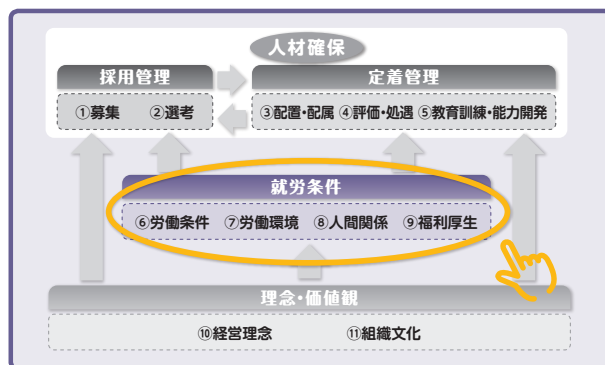 人材確保
採用管理
定着管理
①募集 ②選考
③配置・配属 ④評価・処遇 ⑤教育訓練・能力開発
就労条件
⑥労働条件 ⑦労働環境 ⑧人間関係 ⑨福利厚生
理念・価値観
⑩経営理念 ⑪組織文化